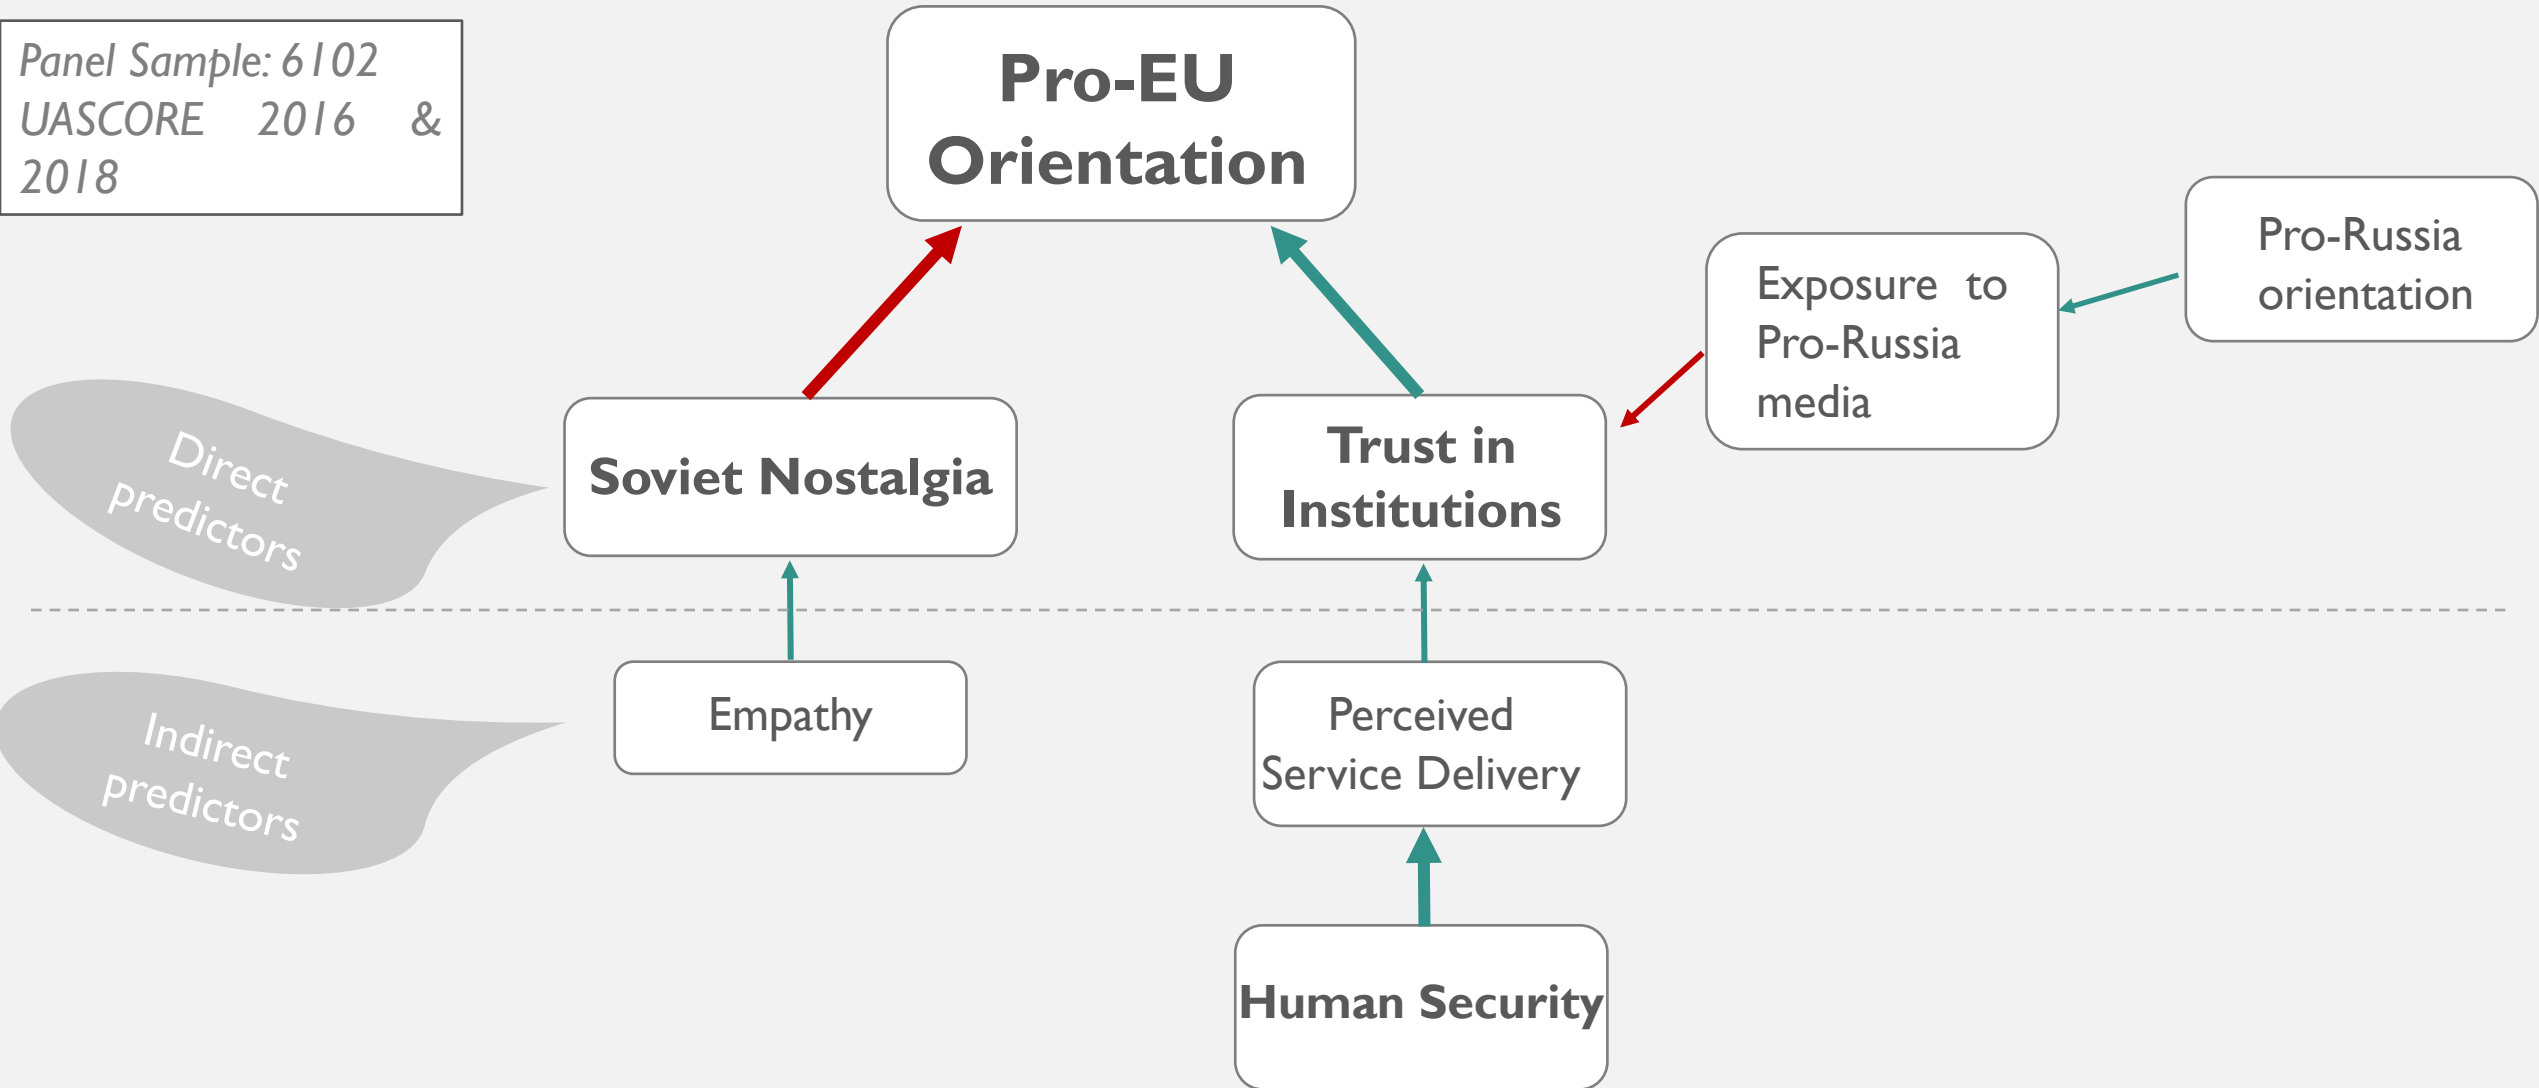 Panel Sample: 6102
UASCORE 2016 &
2018
Pro-EU
Orientation
Pro-Russia
orientation
Exposure to
Pro-Russia
media
Direct
predictors
Soviet Nostalgia
Trust in
Institutions
Indirect
predictors
Empathy
Perceived
Service Delivery
Human Security